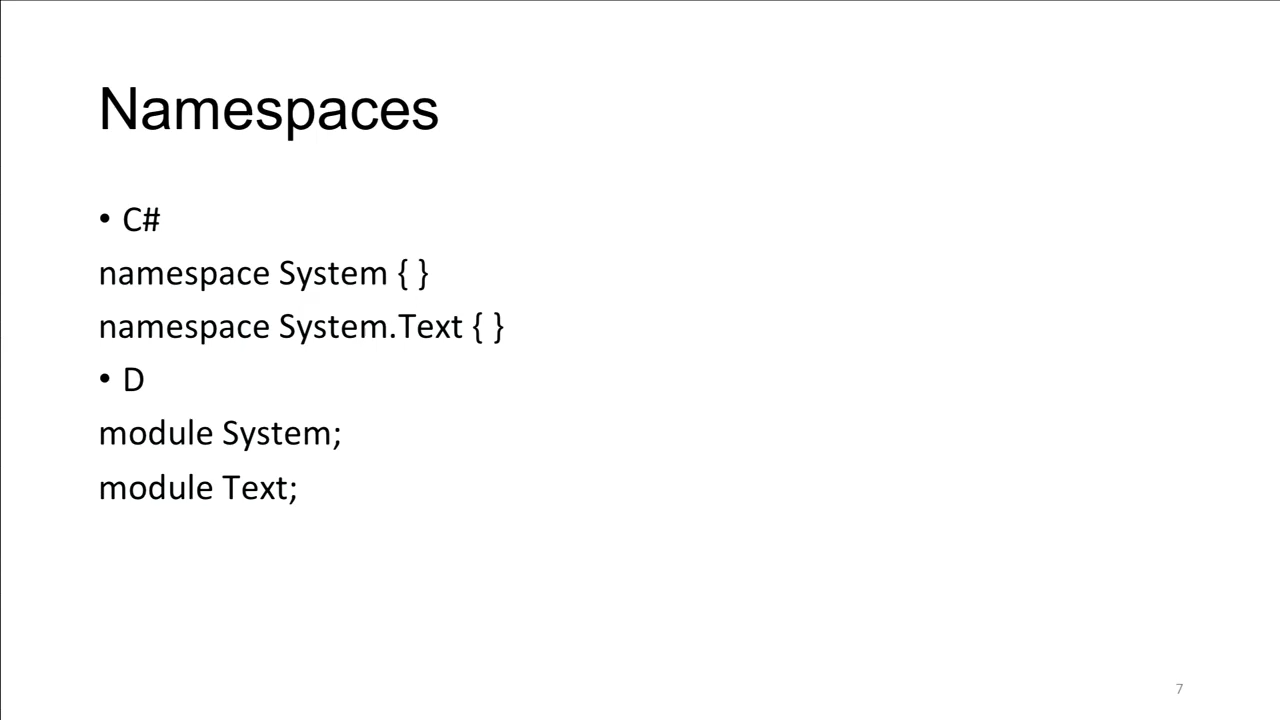 Namespaces
• C#
namespace System { }
namespace System.Text { }
• D
module System;
module Text;
7